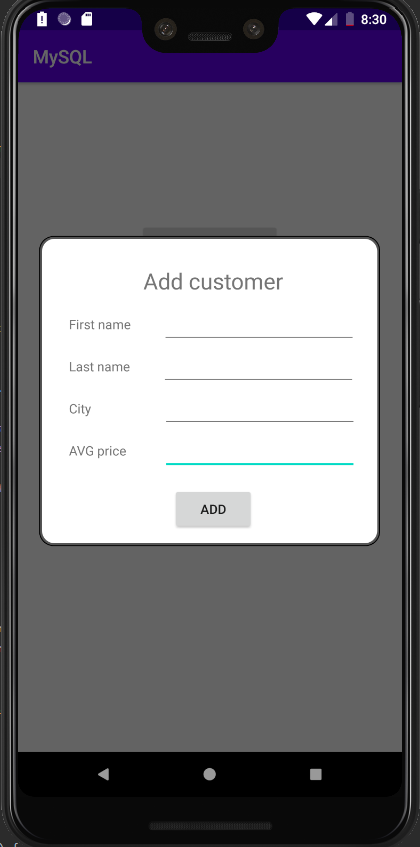 8:30
MySQL
Add customer
First name
Last name
City
AVG price
ADD